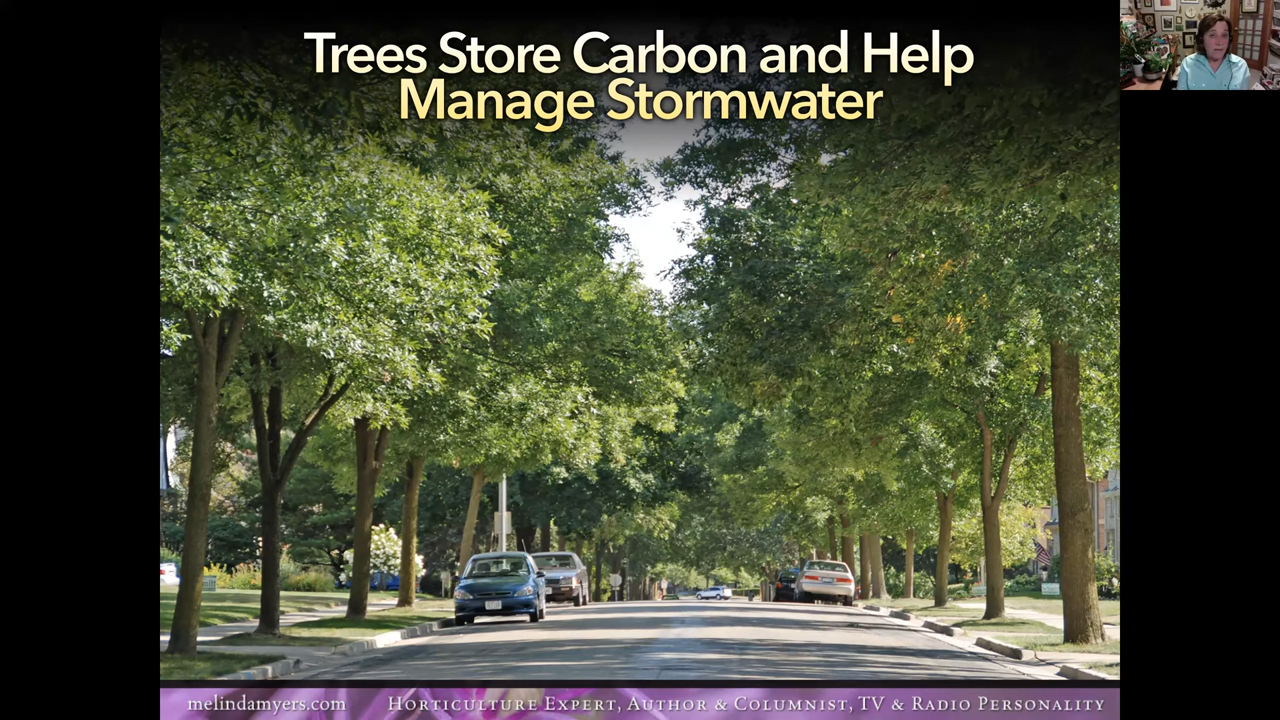 Trees Store Carbon and Help
Manage Stormwater
melindamyers.com Horticulture Expert, Author & Columnist, TV & Radio Personality